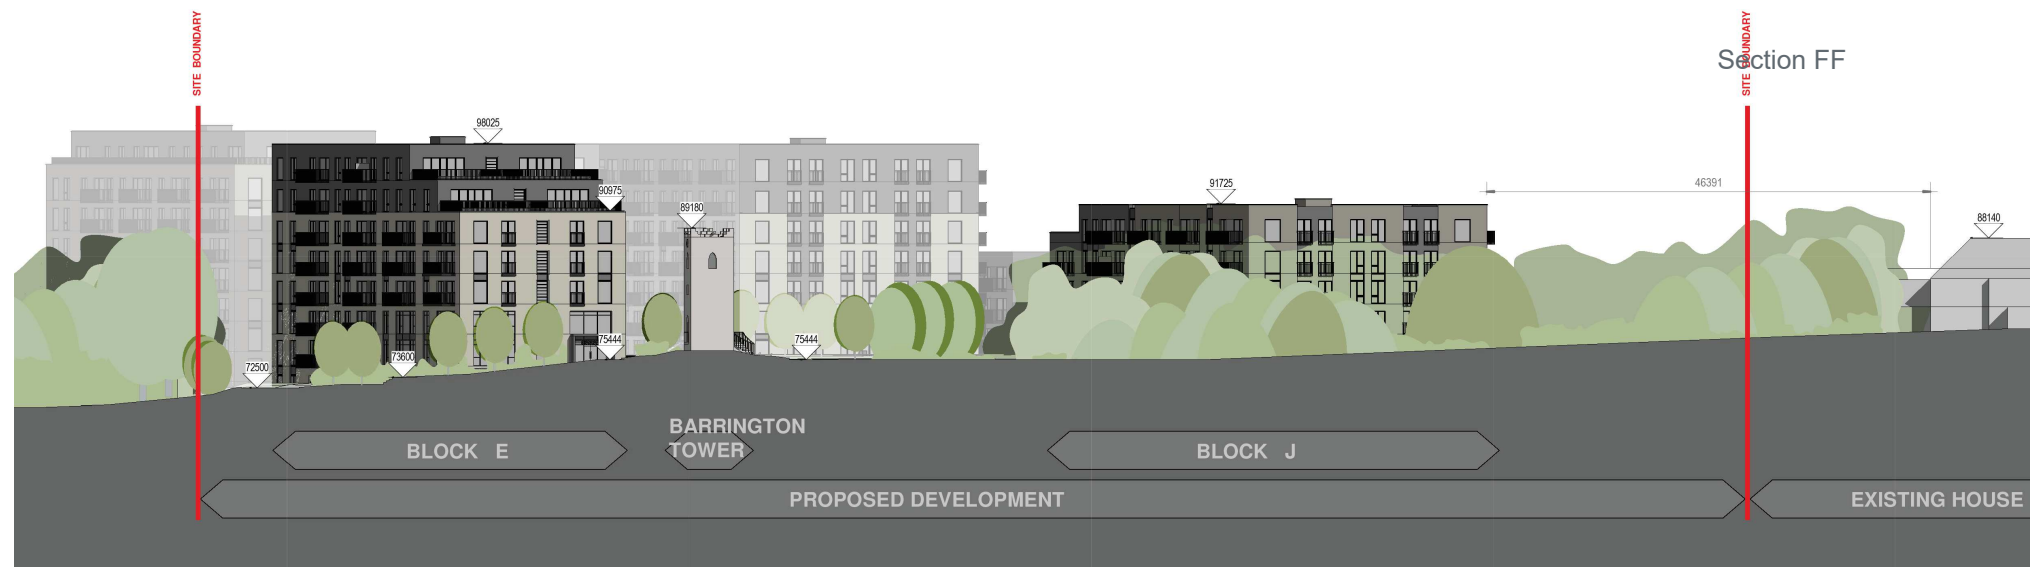 SITE BOUNDARY
SITE BOUNDARY
Section FF
98025
90975
89180
91725
46391
88140
75444
75444
73600
72500
BARRINGTON
TOWER
BLOCK E
BLOCK J
PROPOSED DEVELOPMENT
EXISTING HOUSE